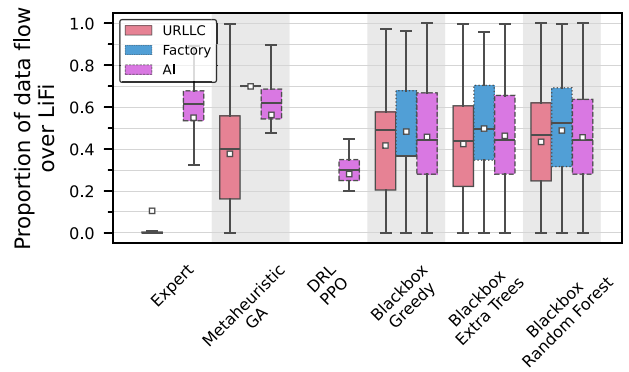 Proportion of data flow
over LiFi
1.0
0.8
0.6
0.4
0.2
0.0
URLLC
Factory
AI
Expert
Metaheuristic
GA
DRL
PPO
Blackbox
Greedy
Blackbox
Extra Trees
Blackbox
Random Forest